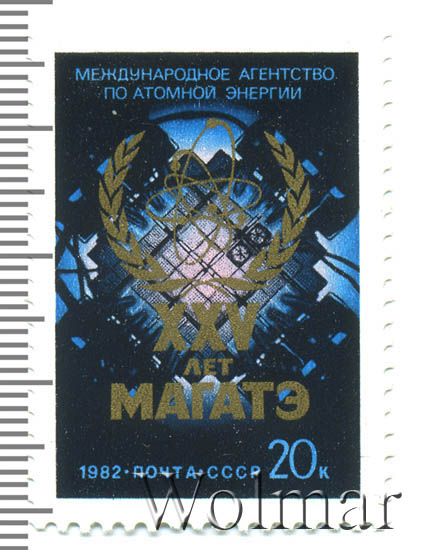 МЕЖДУНАРОДНОЕ АГЕНТСТВО
ПО АТОМНОЙ ЭНЕРГИИ
XXV
ЛЕТ
МАГАТЭ
1982·ПОЧТА·СССР 20К
Wolmar